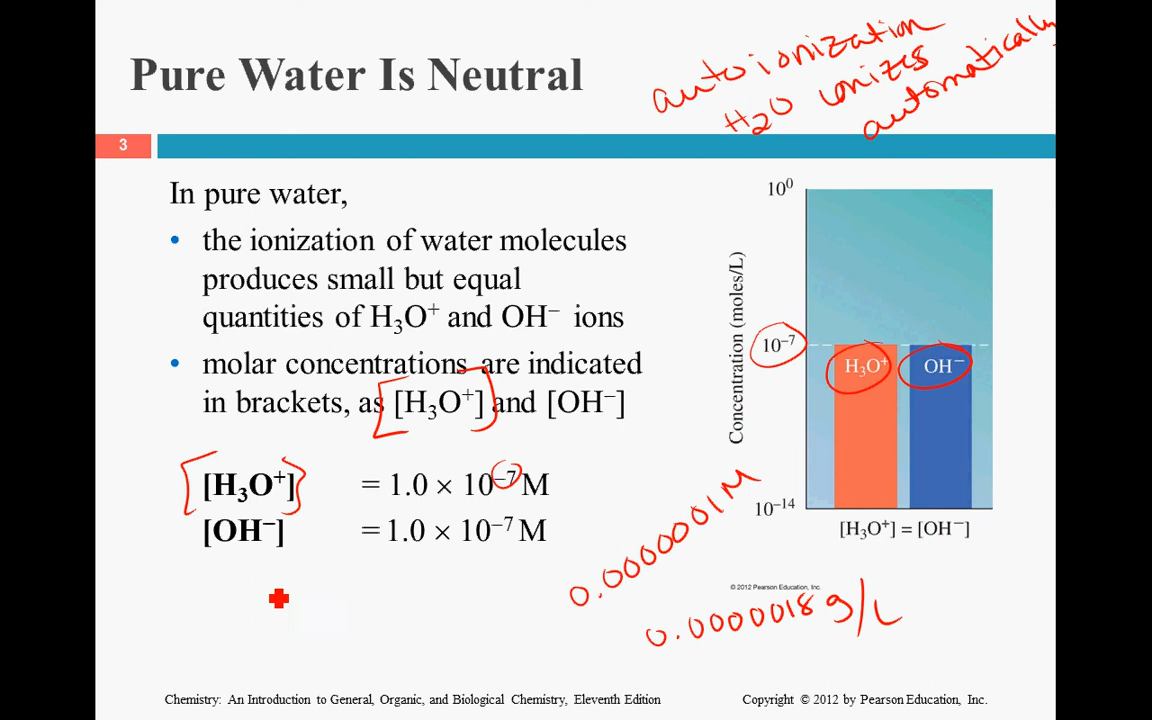 Pure Water Is Neutral
autoionization
H2O ionizes
automatically
3
In pure water,
• the ionization of water molecules
produces small but equal
quantities of H₃O⁺ and OH⁻ ions
• molar concentrations are indicated
in brackets, as [H₃O⁺] and [OH⁻]
[H₃O⁺] = 1.0 × 10⁻⁷ M
[OH⁻] = 1.0 × 10⁻⁷ M
10⁰
Concentration (moles/L)
10⁻⁷
H₃O⁺ OH⁻
10⁻¹⁴
[H₃O⁺] = [OH⁻]
0.0000001M
© 2012 Pearson Education, Inc.
0.0000018 g/L
Chemistry: An Introduction to General, Organic, and Biological Chemistry, Eleventh Edition
Copyright © 2012 by Pearson Education, Inc.